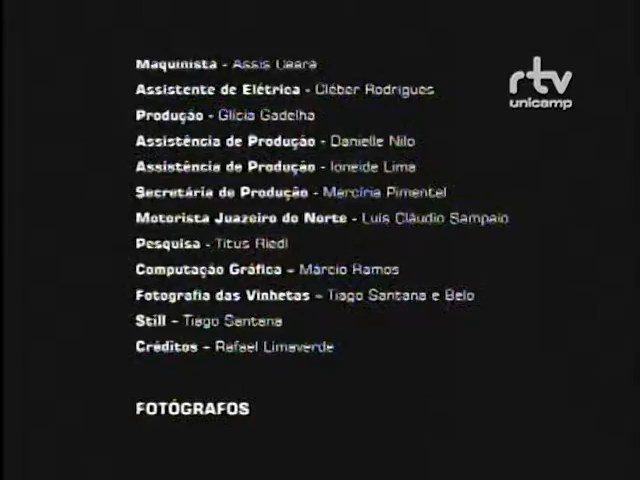 Maquinista - Assis Ceará
Assistente de Elétrica - Cléber Rodrigues
Produção - Glícia Gadelha
Assistência de Produção - Danielle Nilo
Assistência de Produção - Ioneide Lima
Secretária de Produção - Marcíria Pimentel
Motorista Juazeiro do Norte - Luís Cláudio Sampaio
Pesquisa - Titus Riedl
Computação Gráfica – Márcio Ramos
Fotografia das Vinhetas – Tiago Santana e Belo
Still – Tiago Santana
Créditos – Rafael Limaverde
FOTÓGRAFOS
rtv
unicamp